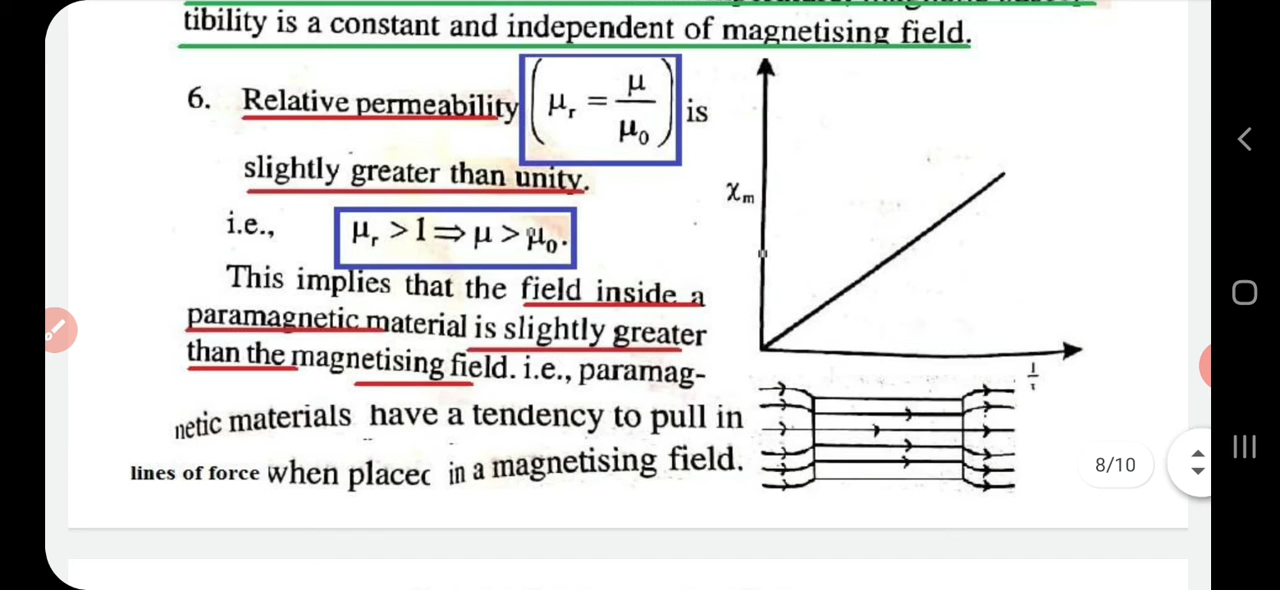 tibility is a constant and independent of magnetising field.
6. Relative permeability (μᵣ = μ/μ₀) is
slightly greater than unity.
i.e., μᵣ >1⇒ μ > μ₀.
This implies that the field inside a
paramagnetic material is slightly greater
than the magnetising field. i.e., paramag-
netic materials have a tendency to pull in
lines of force when placec in a magnetising field.
χm
8/10